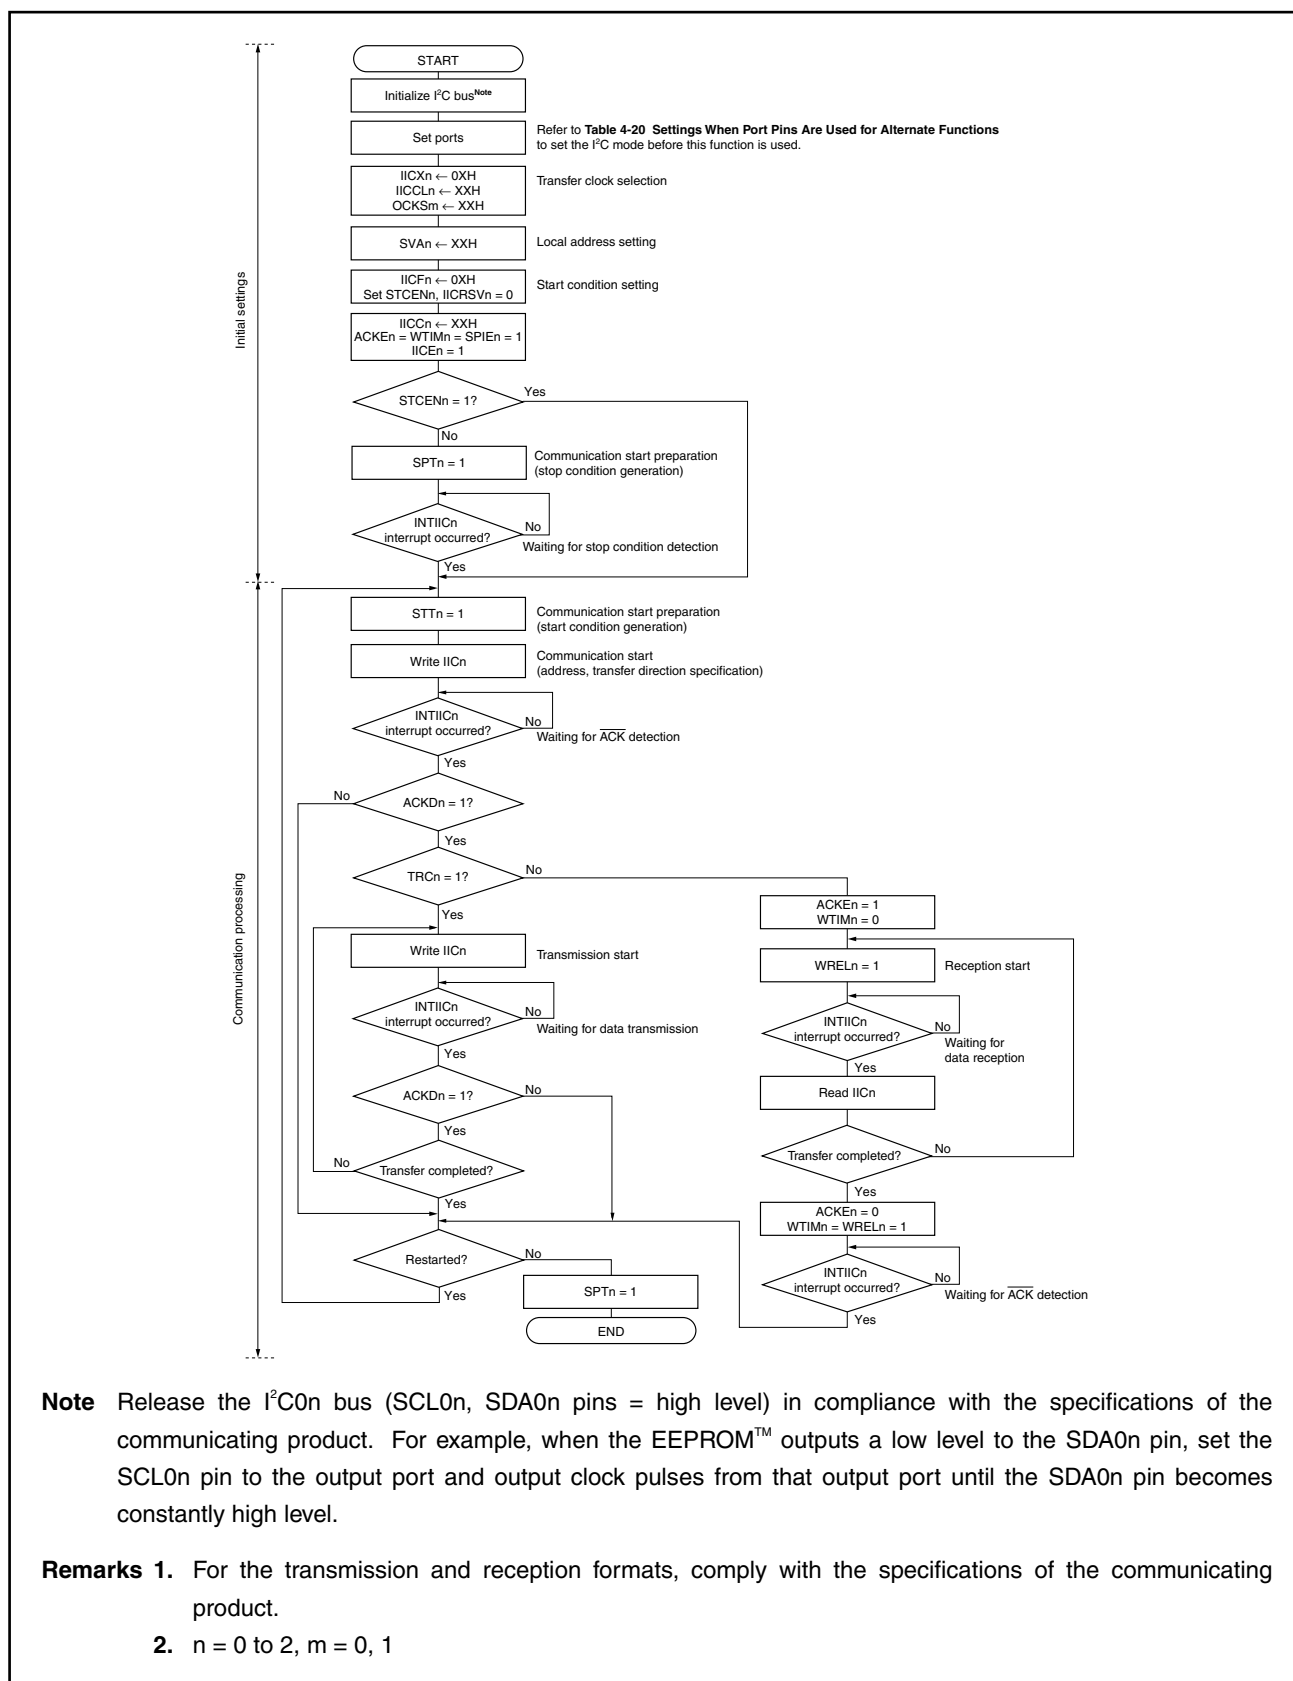 START
Initialize I²C bus^Note
Set ports
Refer to Table 4-20 Settings When Port Pins Are Used for Alternate Functions
to set the I²C mode before this function is used.
IICXn ← 0XH
IICCLn ← XXH
OCKSm ← XXH
Transfer clock selection
SVAn ← XXH
Local address setting
IICFn ← 0XH
Set STCENn, IICRSVn = 0
Start condition setting
IICCn ← XXH
ACKEn = WTIMn = SPIEn = 1
IICEn = 1
Initial settings
STCENn = 1?
Yes
No
SPTn = 1
Communication start preparation
(stop condition generation)
INTIICn
interrupt occurred?
No
Waiting for stop condition detection
Yes
STTn = 1
Communication start preparation
(start condition generation)
Write IICn
Communication start
(address, transfer direction specification)
INTIICn
interrupt occurred?
No
Waiting for ACK detection
Yes
No
ACKDn = 1?
Yes
TRCn = 1?
No
Yes
Communication processing
Write IICn
Transmission start
INTIICn
interrupt occurred?
No
Waiting for data transmission
Yes
ACKDn = 1?
No
Yes
No
Transfer completed?
Yes
ACKEn = 1
WTIMn = 0
WRELn = 1
Reception start
INTIICn
interrupt occurred?
No
Waiting for
data reception
Yes
Read IICn
Transfer completed?
No
Yes
ACKEn = 0
WTIMn = WRELn = 1
INTIICn
interrupt occurred?
No
Waiting for ACK detection
Yes
Restarted?
No
Yes
SPTn = 1
END
Note Release the I²C0n bus (SCL0n, SDA0n pins = high level) in compliance with the specifications of the
communicating product. For example, when the EEPROM™ outputs a low level to the SDA0n pin, set the
SCL0n pin to the output port and output clock pulses from that output port until the SDA0n pin becomes
constantly high level.
Remarks 1. For the transmission and reception formats, comply with the specifications of the communicating
product.
2. n = 0 to 2, m = 0, 1